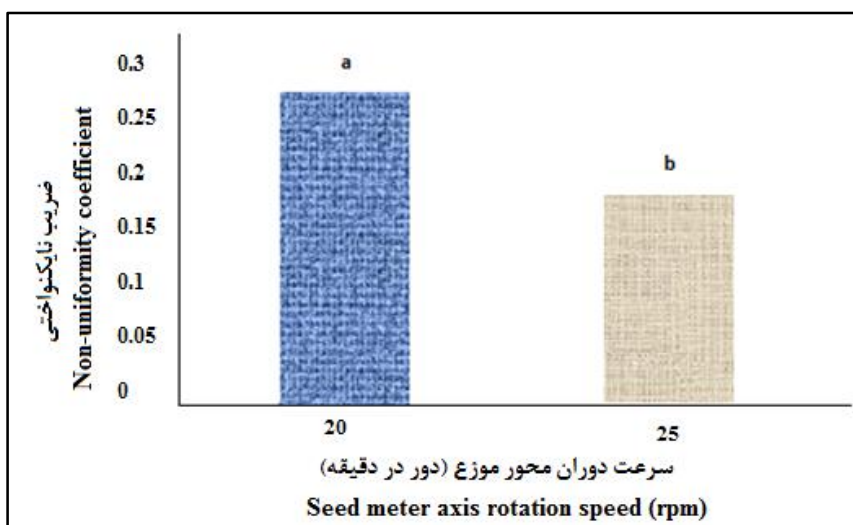 ضریب نایکنواختی
Non-uniformity coefficient
0.3
0.25
0.2
0.15
0.1
0.05
0
a
b
20
25
سرعت دوران محور موزع (دور در دقیقه)
Seed meter axis rotation speed (rpm)